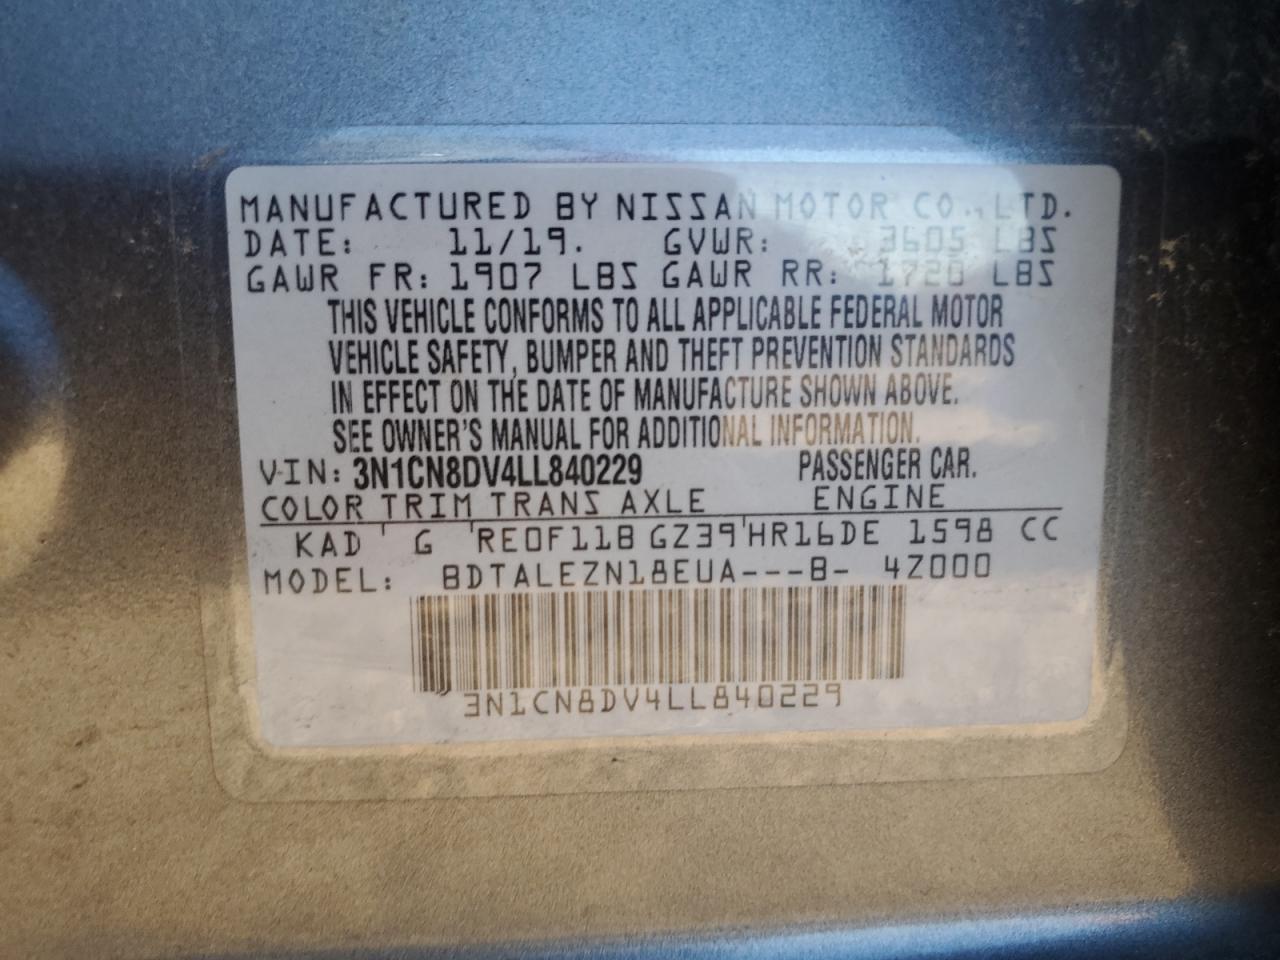 MANUFACTURED BY NISSAN MOTOR CO., LTD.
DATE: 11/19. GVWR: 3605 LBS
GAWR FR: 1907 LBS GAWR RR: 1720 LBS
THIS VEHICLE CONFORMS TO ALL APPLICABLE FEDERAL MOTOR
VEHICLE SAFETY, BUMPER AND THEFT PREVENTION STANDARDS
IN EFFECT ON THE DATE OF MANUFACTURE SHOWN ABOVE.
SEE OWNER'S MANUAL FOR ADDITIONAL INFORMATION.
VIN: 3N1CN8DV4LL840229 PASSENGER CAR.
COLOR TRIM TRANS AXLE ENGINE
KAD G RE0F11B GZ39 HR16DE 1598 CC
MODEL: BDTALEZN18EUA---B- 4Z000
3N1CN8DV4LL840229